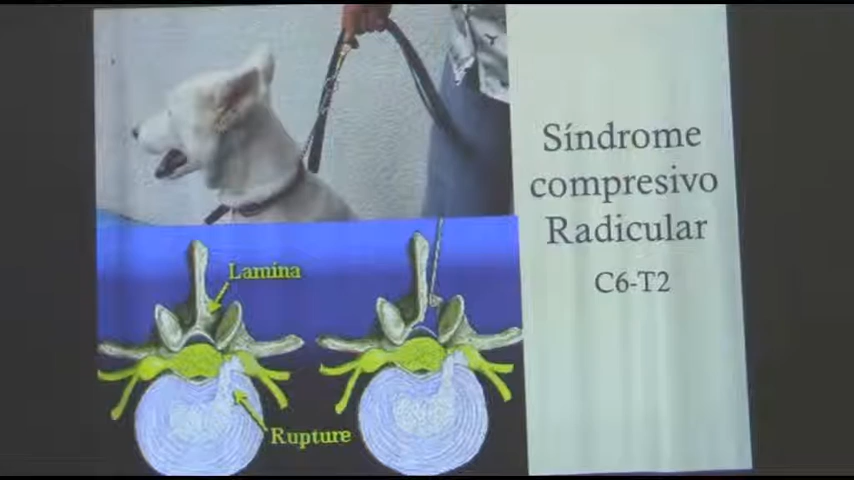 Síndrome
compresivo
Radicular
C6-T2
Lamina
Rupture